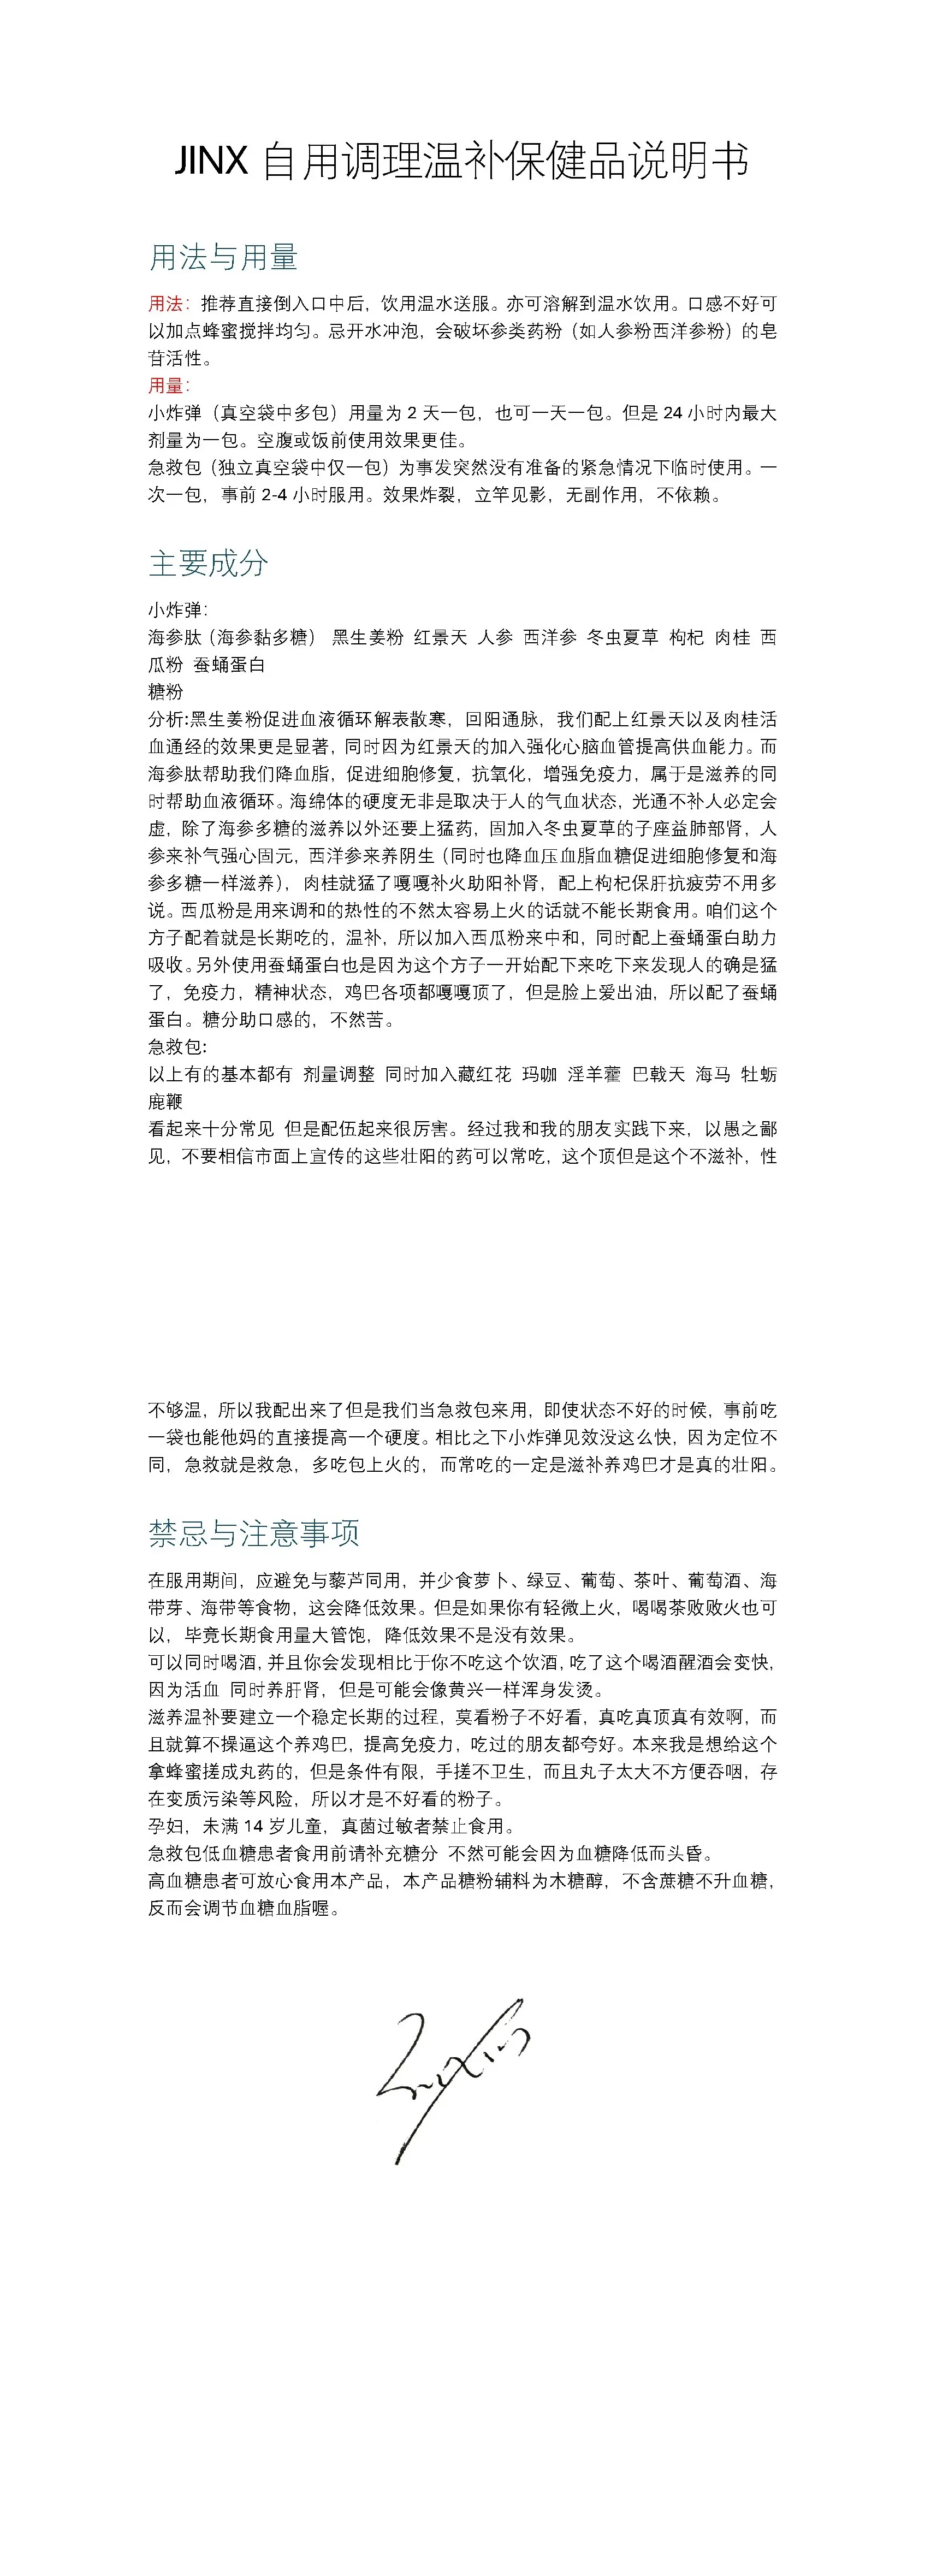 JINX 自用调理温补保健品说明书
用法与用量
用法：推荐直接倒入口中后，饮用温水送服。亦可溶解到温水饮用。口感不好可
以加点蜂蜜搅拌均匀。忌开水冲泡，会破坏参类药粉（如人参粉西洋参粉）的皂
苷活性。
用量：
小炸弹（真空袋中多包）用量为 2 天一包，也可一天一包。但是 24 小时内最大
剂量为一包。空腹或饭前使用效果更佳。
急救包（独立真空袋中仅一包）为事发突然没有准备的紧急情况下临时使用。一
次一包，事前 2-4 小时服用。效果炸裂，立竿见影，无副作用，不依赖。
主要成分
小炸弹：
海参肽（海参黏多糖） 黑生姜粉 红景天 人参 西洋参 冬虫夏草 枸杞 肉桂 西
瓜粉 蚕蛹蛋白
糖粉
分析:黑生姜粉促进血液循环解表散寒，回阳通脉，我们配上红景天以及肉桂活
血通经的效果更是显著，同时因为红景天的加入强化心脑血管提高供血能力。而
海参肽帮助我们降血脂，促进细胞修复，抗氧化，增强免疫力，属于是滋养的同
时帮助血液循环。海绵体的硬度无非是取决于人的气血状态，光通不补人必定会
虚，除了海参多糖的滋养以外还要上猛药，固加入冬虫夏草的子座益肺部肾，人
参来补气强心固元，西洋参来养阴生（同时也降血压血脂血糖促进细胞修复和海
参多糖一样滋养），肉桂就猛了嘎嘎补火助阳补肾，配上枸杞保肝抗疲劳不用多
说。西瓜粉是用来调和的热性的不然太容易上火的话就不能长期食用。咱们这个
方子配着就是长期吃的，温补，所以加入西瓜粉来中和，同时配上蚕蛹蛋白助力
吸收。另外使用蚕蛹蛋白也是因为这个方子一开始配下来吃下来发现人的确是猛
了，免疫力，精神状态，鸡巴各项都嘎嘎顶了，但是脸上爱出油，所以配了蚕蛹
蛋白。糖分助口感的，不然苦。
急救包:
以上有的基本都有 剂量调整 同时加入藏红花 玛咖 淫羊藿 巴戟天 海马 牡蛎
鹿鞭
看起来十分常见 但是配伍起来很厉害。经过我和我的朋友实践下来，以愚之鄙
见，不要相信市面上宣传的这些壮阳的药可以常吃，这个顶但是这个不滋补，性
不够温，所以我配出来了但是我们当急救包来用，即使状态不好的时候，事前吃
一袋也能他妈的直接提高一个硬度。相比之下小炸弹见效没这么快，因为定位不
同，急救就是救急，多吃包上火的，而常吃的一定是滋补养鸡巴才是真的壮阳。
禁忌与注意事项
在服用期间，应避免与藜芦同用，并少食萝卜、绿豆、葡萄、茶叶、葡萄酒、海
带芽、海带等食物，这会降低效果。但是如果你有轻微上火，喝喝茶败败火也可
以，毕竟长期食用量大管饱，降低效果不是没有效果。
可以同时喝酒，并且你会发现相比于你不吃这个饮酒，吃了这个喝酒醒酒会变快，
因为活血 同时养肝肾，但是可能会像黄兴一样浑身发烫。
滋养温补要建立一个稳定长期的过程，莫看粉子不好看，真吃真顶真有效啊，而
且就算不操逼这个养鸡巴，提高免疫力，吃过的朋友都夸好。本来我是想给这个
拿蜂蜜搓成丸药的，但是条件有限，手搓不卫生，而且丸子太大不方便吞咽，存
在变质污染等风险，所以才是不好看的粉子。
孕妇，未满 14 岁儿童，真菌过敏者禁止食用。
急救包低血糖患者食用前请补充糖分 不然可能会因为血糖降低而头昏。
高血糖患者可放心食用本产品，本产品糖粉辅料为木糖醇，不含蔗糖不升血糖，
反而会调节血糖血脂喔。